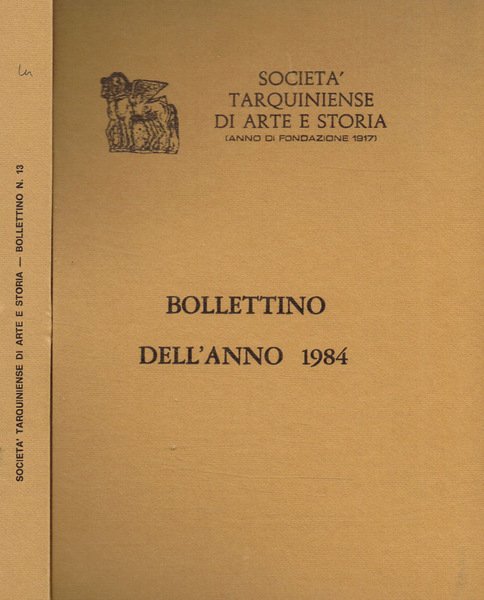 SOCIETA' TARQUINIENSE DI ARTE E STORIA — BOLLETTINO N. 13
SOCIETA'
TARQUINIENSE
DI ARTE E STORIA
(ANNO DI FONDAZIONE 1917)
BOLLETTINO
DELL'ANNO 1984